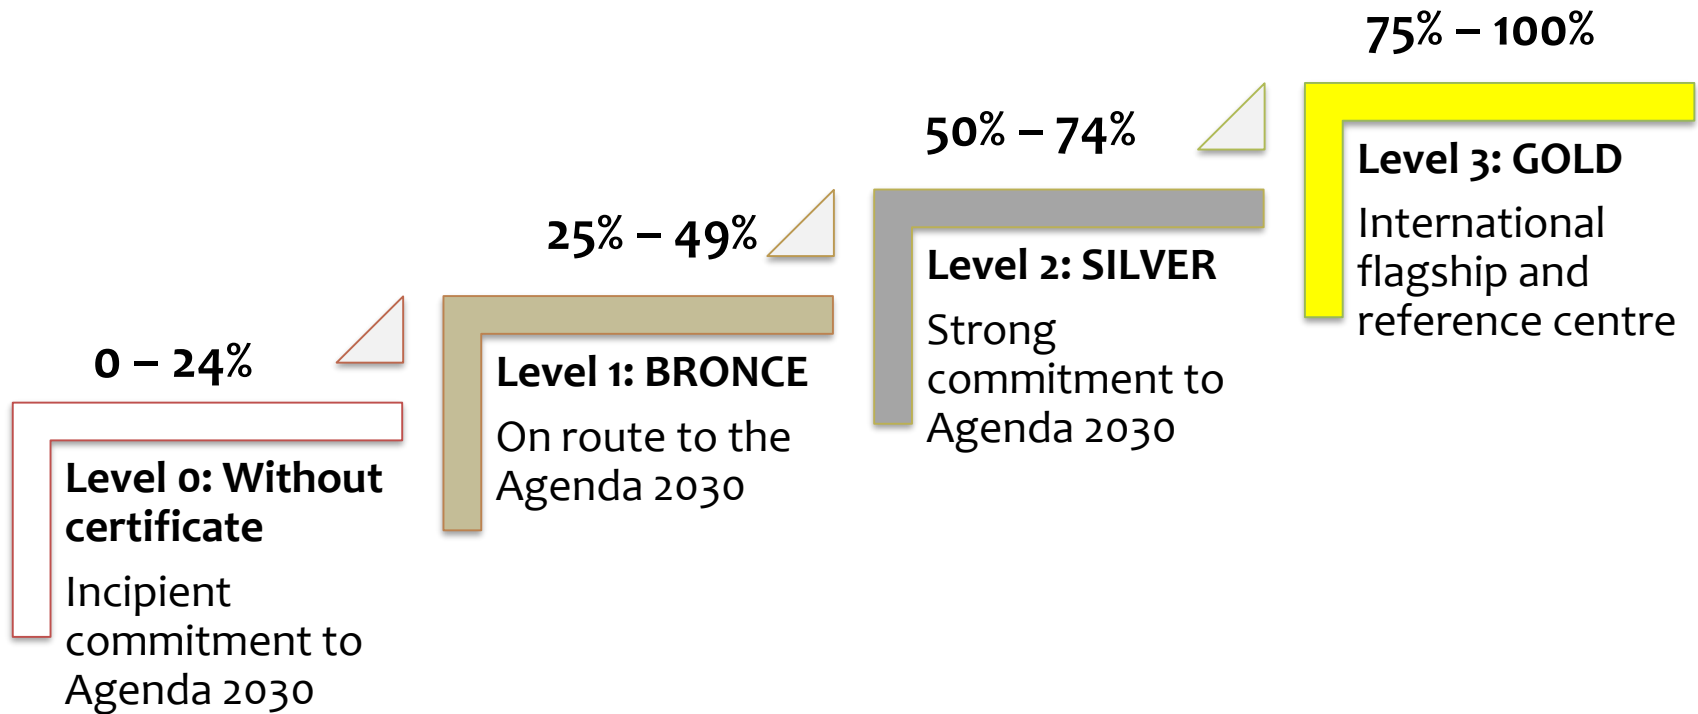 0 – 24%
Level 0: Without
certificate
Incipient
commitment to
Agenda 2030
25% – 49%
Level 1: BRONCE
On route to the
Agenda 2030
50% – 74%
Level 2: SILVER
Strong
commitment to
Agenda 2030
75% – 100%
Level 3: GOLD
International
flagship and
reference centre